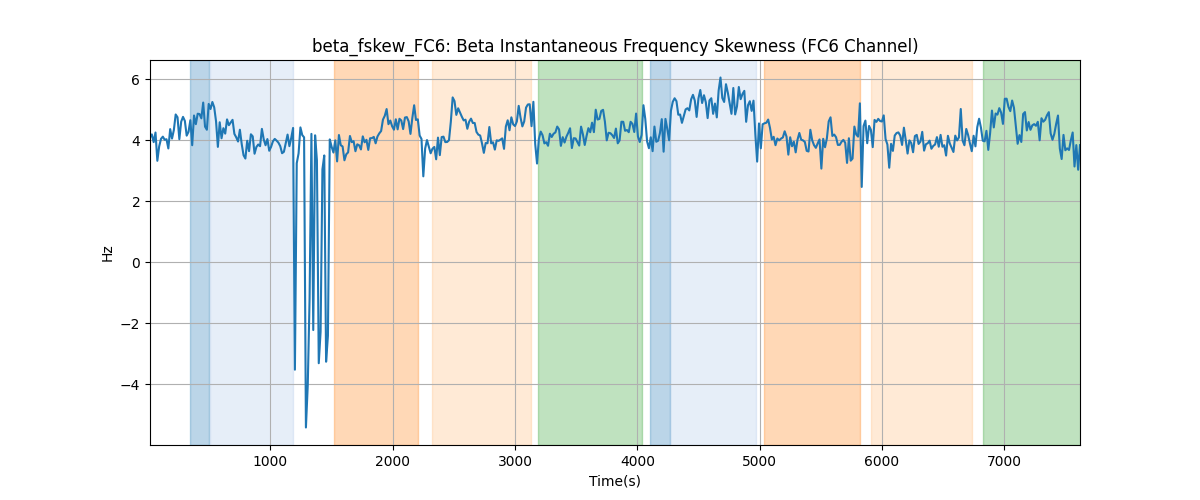 beta_fskew_FC6: Beta Instantaneous Frequency Skewness (FC6 Channel)
6
4
2
0
−2
−4
Hz
1000 2000 3000 4000 5000 6000 7000
Time(s)